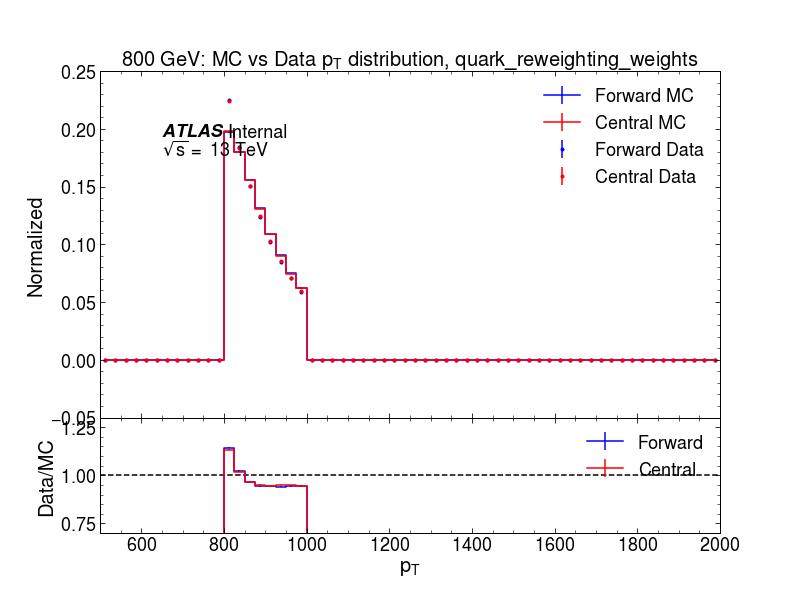 800 GeV: MC vs Data pT distribution, quark_reweighting_weights
0.25
0.20
0.15
0.10
0.05
0.00
−0.05
Normalized
ATLAS Internal
√s = 13 TeV
Forward MC
Central MC
Forward Data
Central Data
1.25
1.00
0.75
Data/MC
Forward
Central
600 800 1000 1200 1400 1600 1800 2000
pT